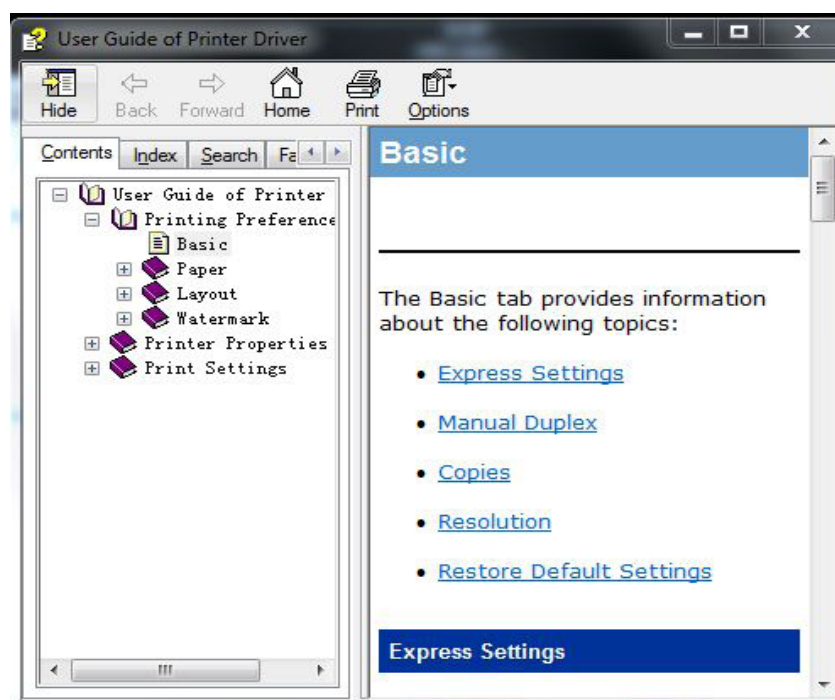 User Guide of Printer Driver
Hide Back Forward Home Print Options
Contents Index Search Fa
User Guide of Printer
Printing Preference
Basic
Paper
Layout
Watermark
Printer Properties
Print Settings
Basic
The Basic tab provides information
about the following topics:
Express Settings
Manual Duplex
Copies
Resolution
Restore Default Settings
Express Settings